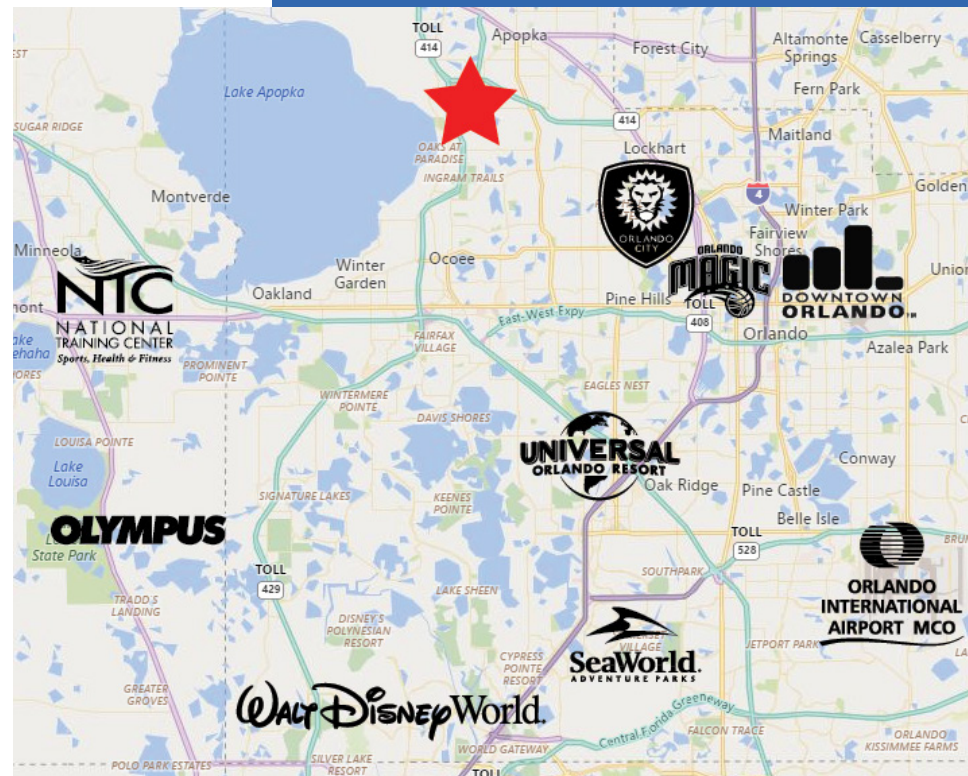 TOLL
414
Apopka
Forest City
Altamonte
Springs
Casselberry
Fern Park
Lake Apopka
SUGAR RIDGE
414
Maitland
OAKS AT
PARADISE
Lockhart
INGRAM TRAILS
Montverde
4
Golden
Winter Park
ORLANDO
CITY
Fairview
Shores
Minneola
Ocoee
Winter
Garden
ORLANDO
MAGIC
NTC
Oakland
Pine Hills
TOLL
408
DOWNTOWN
ORLANDO
East-West Expy
NATIONAL
TRAINING CENTER
Sports, Health & Fitness
FAIRFAX
VILLAGE
Orlando
Azalea Park
PROMINENT
POINTE
EAGLES NEST
WINTERMERE
POINTE
DAVIS SHORES
UNIVERSAL
ORLANDO RESORT
LOUISA POINTE
Lake
Louisa
Conway
Oak Ridge
Pine Castle
SIGNATURE LAKES
KEENES
POINTE
Belle Isle
OLYMPUS
State Park
TOLL
528
TOLL
429
SOUTHPARK
LAKE SHEEN
ORLANDO
INTERNATIONAL
AIRPORT MCO
TRADD'S
LANDING
DISNEY'S
POLYNESIAN
RESORT
JETPORT PARK
VILLAGE
SeaWorld.
ADVENTURE PARKS
CYPRESS
POINTE
RESORT
GREATER
GROVES
WALT DISNEY World.
Central Florida Greeneway
FALCON TRACE
ORLANDO
KISSIMMEE FARMS
WORLD GATEWAY
POLO PARK ESTATES
SILVER LAKE
RESORT
TOLL